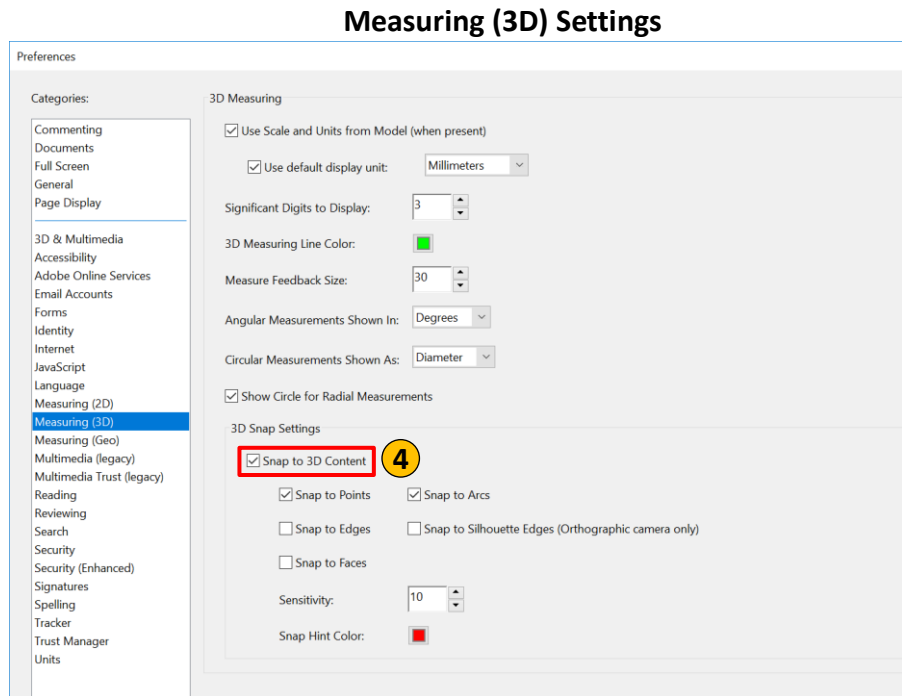 Measuring (3D) Settings
Preferences
Categories:
Commenting
Documents
Full Screen
General
Page Display
3D & Multimedia
Accessibility
Adobe Online Services
Email Accounts
Forms
Identity
Internet
JavaScript
Language
Measuring (2D)
Measuring (3D)
Measuring (Geo)
Multimedia (legacy)
Multimedia Trust (legacy)
Reading
Reviewing
Search
Security
Security (Enhanced)
Signatures
Spelling
Tracker
Trust Manager
Units
3D Measuring
Use Scale and Units from Model (when present)
Use default display unit: Millimeters
Significant Digits to Display: 3
3D Measuring Line Color:
Measure Feedback Size: 30
Angular Measurements Shown In: Degrees
Circular Measurements Shown As: Diameter
Show Circle for Radial Measurements
3D Snap Settings
Snap to 3D Content 4
Snap to Points Snap to Arcs
Snap to Edges Snap to Silhouette Edges (Orthographic camera only)
Snap to Faces
Sensitivity: 10
Snap Hint Color: